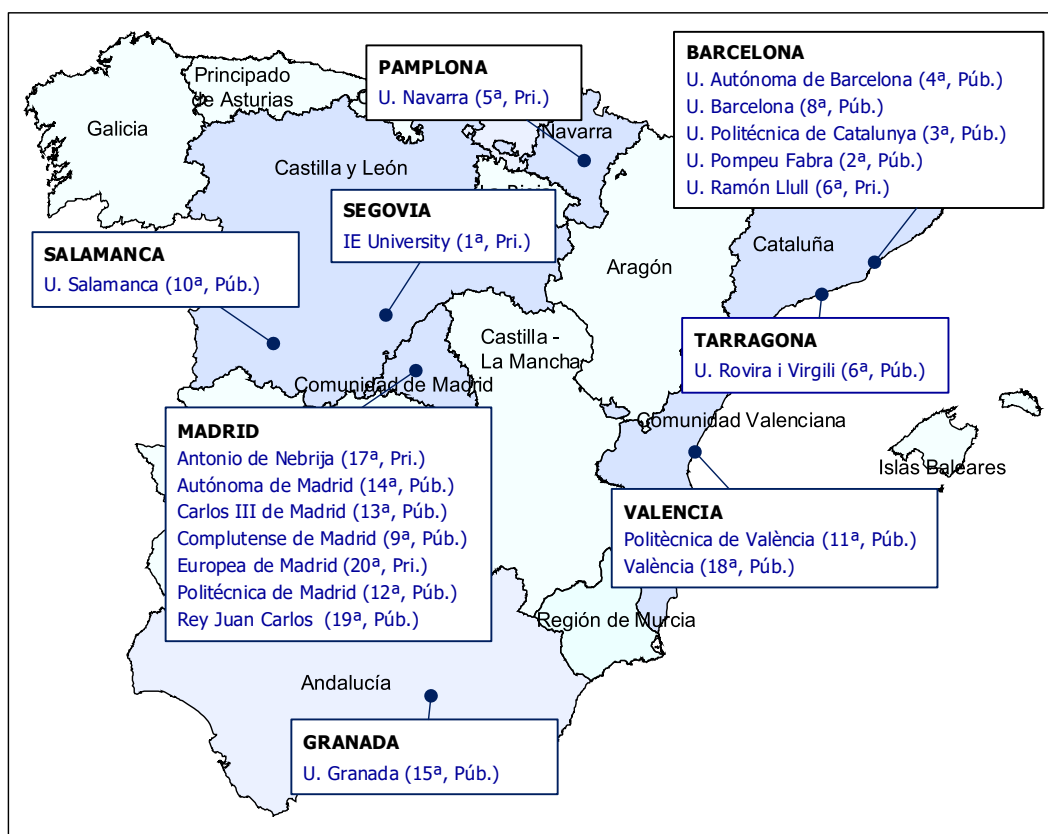 PAMPLONA
U. Navarra (5ª, Pri.)
BARCELONA
U. Autónoma de Barcelona (4ª, Púb.)
U. Barcelona (8ª, Púb.)
U. Politécnica de Catalunya (3ª, Púb.)
U. Pompeu Fabra (2ª, Púb.)
U. Ramón Llull (6ª, Pri.)
Principado
de Asturias
Galicia
Navarra
Castilla y León
SEGOVIA
IE University (1ª, Pri.)
SALAMANCA
U. Salamanca (10ª, Púb.)
Aragón
Cataluña
Castilla -
La Mancha
TARRAGONA
U. Rovira i Virgili (6ª, Púb.)
Comunidad de Madrid
MADRID
Antonio de Nebrija (17ª, Pri.)
Autónoma de Madrid (14ª, Púb.)
Carlos III de Madrid (13ª, Púb.)
Complutense de Madrid (9ª, Púb.)
Europea de Madrid (20ª, Pri.)
Politécnica de Madrid (12ª, Púb.)
Rey Juan Carlos (19ª, Púb.)
Comunidad Valenciana
Islas Baleares
VALENCIA
Politècnica de València (11ª, Púb.)
València (18ª, Púb.)
Región de Murcia
Andalucía
GRANADA
U. Granada (15ª, Púb.)